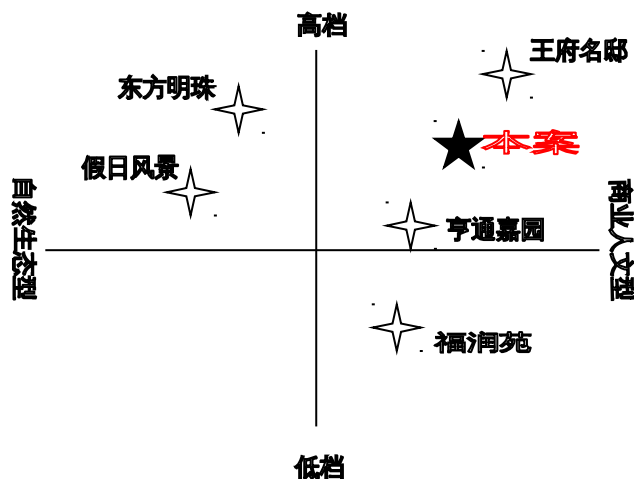 高档
王府名邸
东方明珠
本案
假日风景
自然生态型
商业人文型
亨通嘉园
福润苑
低档